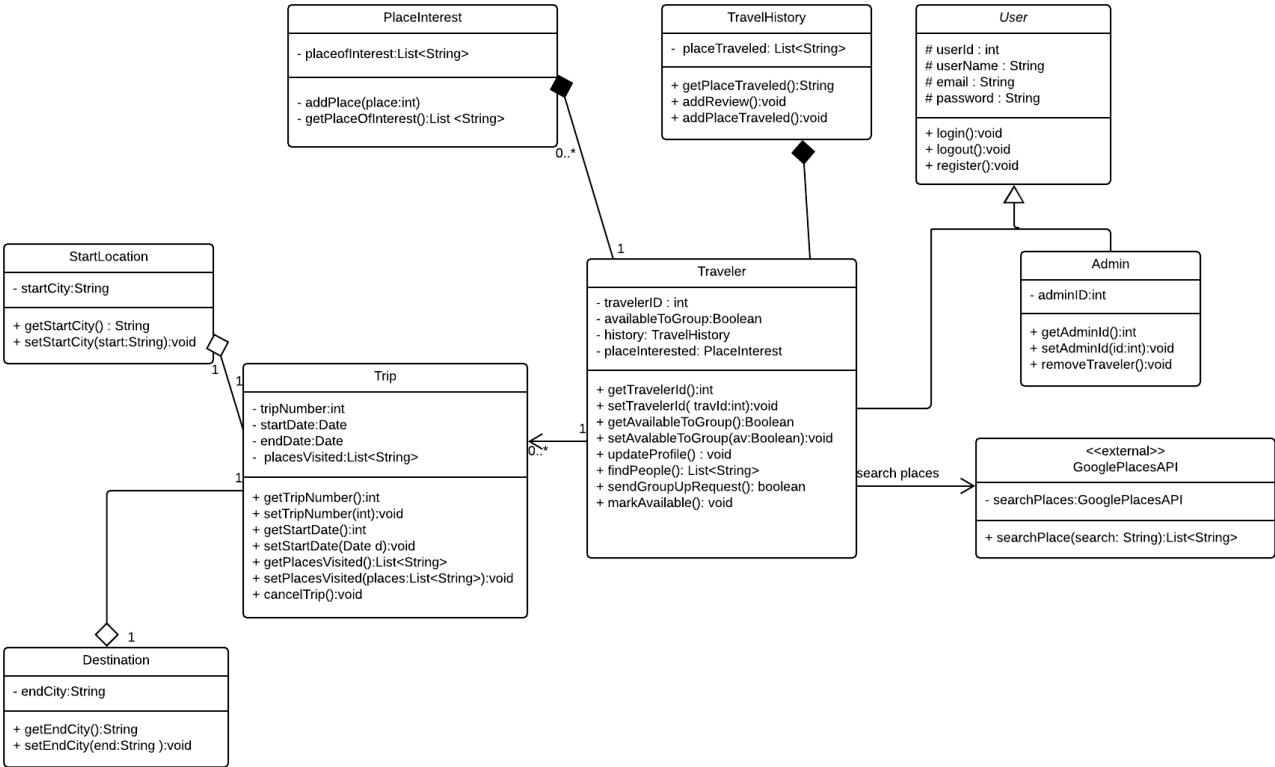 PlaceInterest
- placeofInterest:List<String>
- addPlace(place:int)
- getPlaceOfInterest():List <String>
0..*
1
TravelHistory
- placeTraveled: List<String>
+ getPlaceTraveled():String
+ addReview():void
+ addPlaceTraveled():void
User
# userId : int
# userName : String
# email : String
# password : String
+ login():void
+ logout():void
+ register():void
StartLocation
- startCity:String
+ getStartCity() : String
+ setStartCity(start:String):void
1
1
Trip
- tripNumber:int
- startDate:Date
- endDate:Date
- placesVisited:List<String>
+ getTripNumber():int
+ setTripNumber(int):void
+ getStartDate():int
+ setStartDate(Date d):void
+ getPlacesVisited():List<String>
+ setPlacesVisited(places:List<String>):void
+ cancelTrip():void
1
0..*
1
Traveler
- travelerID : int
- availableToGroup:Boolean
- history: TravelHistory
- placeInterested: PlaceInterest
+ getTravelerId():int
+ setTravelerId( travId:int):void
+ getAvailableToGroup():Boolean
+ setAvalableToGroup(av:Boolean):void
+ updateProfile() : void
+ findPeople(): List<String>
+ sendGroupUpRequest(): boolean
+ markAvailable(): void
Admin
- adminID:int
+ getAdminId():int
+ setAdminId(id:int):void
+ removeTraveler():void
search places
<<external>>
GooglePlacesAPI
- searchPlaces:GooglePlacesAPI
+ searchPlace(search: String):List<String>
1
Destination
- endCity:String
+ getEndCity():String
+ setEndCity(end:String ):void